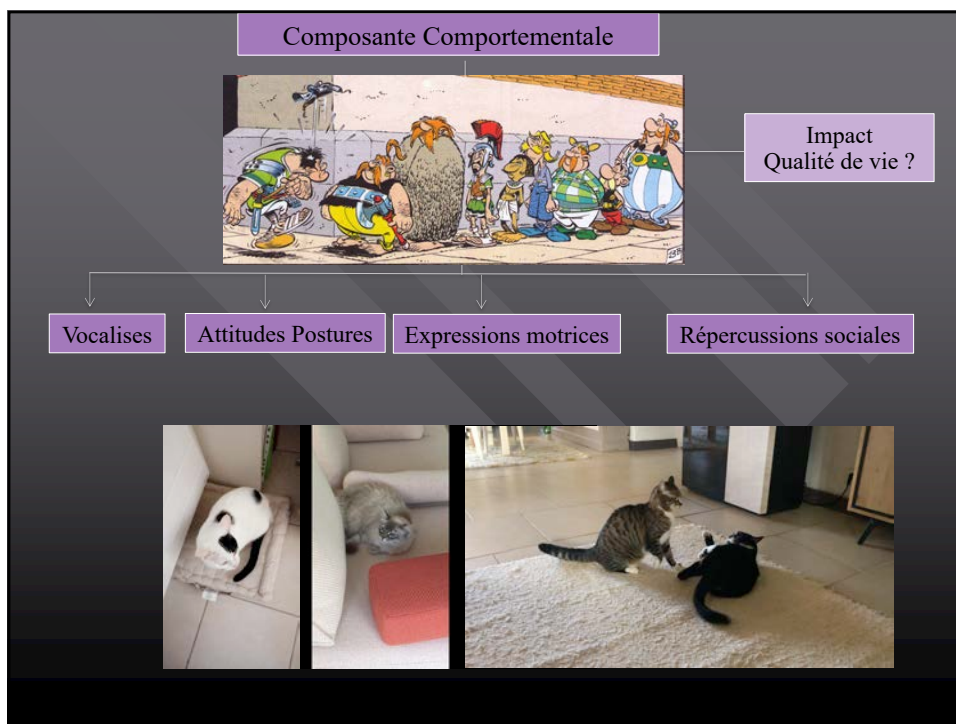 Composante Comportementale
Impact
Qualité de vie ?
Vocalises
Attitudes Postures
Expressions motrices
Répercussions sociales